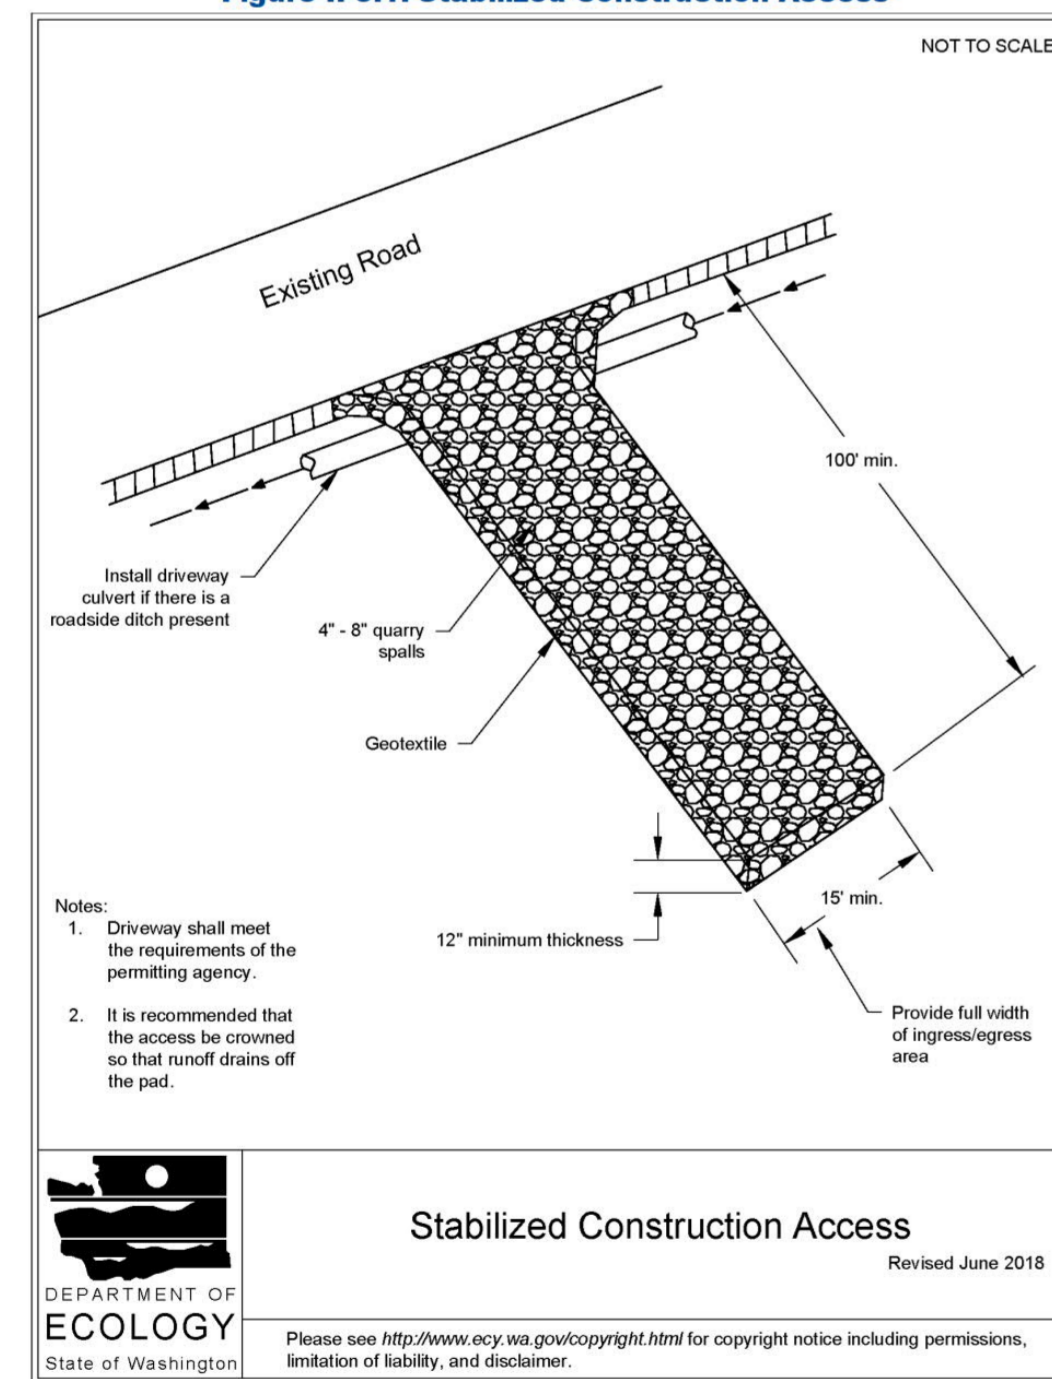 NOT TO SCALE
Existing Road
100' min.
Install driveway
culvert if there is a
roadside ditch present
4" - 8" quarry
spalls
Geotextile
15' min.
12" minimum thickness
Provide full width
of ingress/egress
area
Notes:
1. Driveway shall meet
the requirements of the
permitting agency.
2. It is recommended that
the access be crowned
so that runoff drains off
the pad.
DEPARTMENT OF
ECOLOGY
State of Washington
Stabilized Construction Access
Revised June 2018
Please see http://www.ecy.wa.gov/copyright.html for copyright notice including permissions,
limitation of liability, and disclaimer.